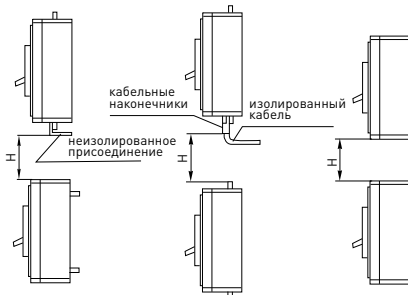 кабельные
наконечники
изолированный
кабель
неизолированное
присоединение
H
H
H